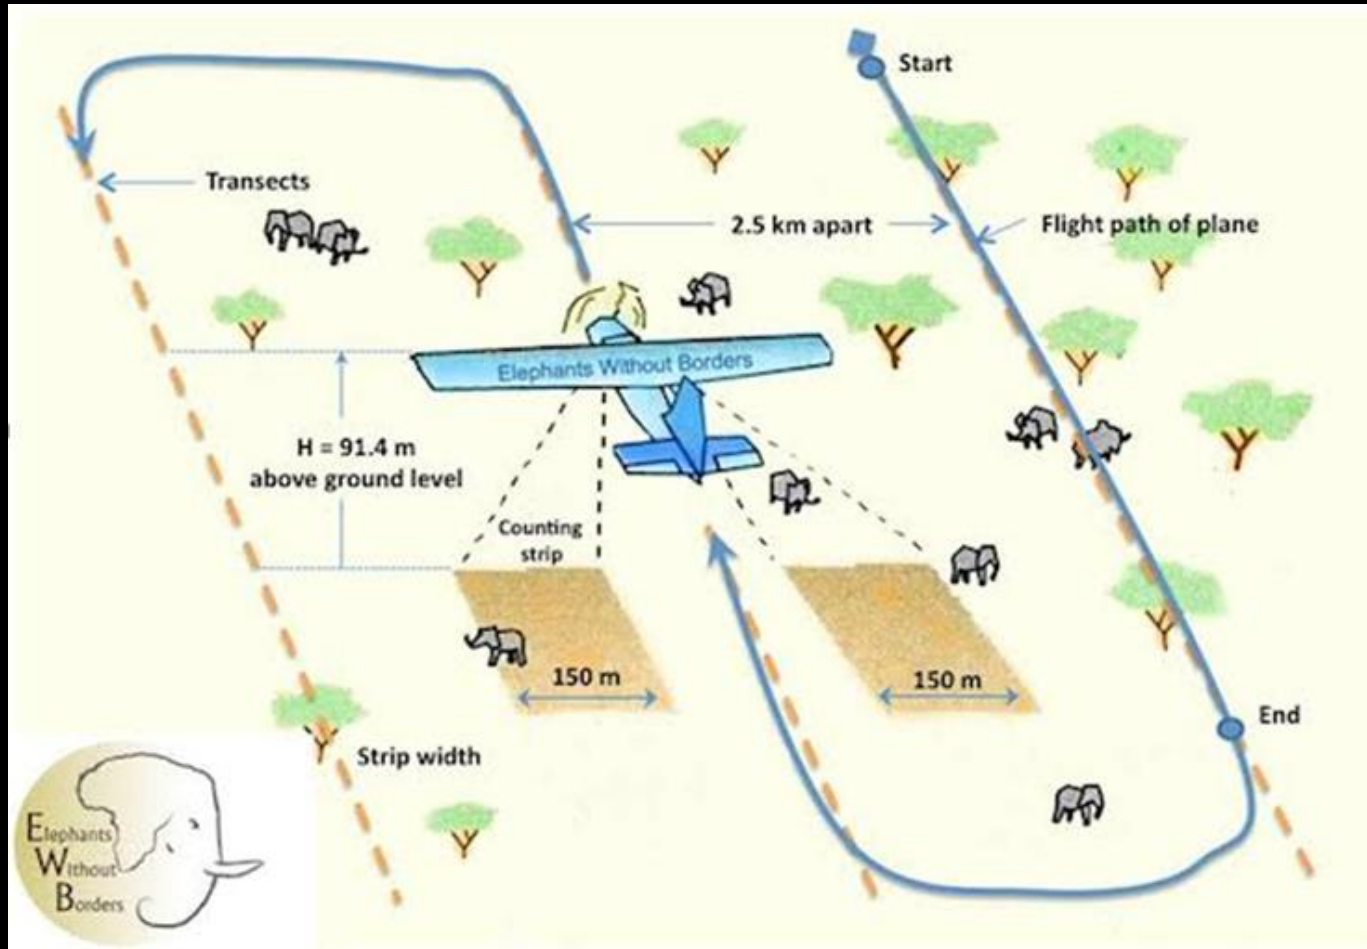 Start
Transects
2.5 km apart
Flight path of plane
Elephants Without Borders
H = 91.4 m
above ground level
Counting
strip
150 m
150 m
End
Strip width
Elephants
Without
Borders